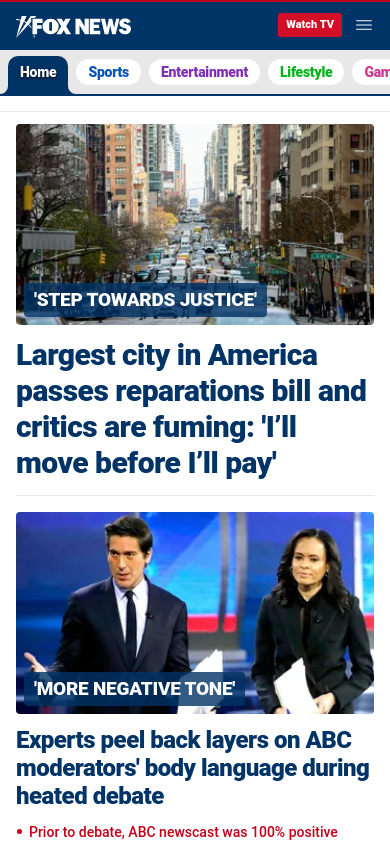 FOX NEWS
Watch TV
Home
Sports
Entertainment
Lifestyle
Gam
'STEP TOWARDS JUSTICE'
Largest city in America
passes reparations bill and
critics are fuming: 'I’ll
move before I’ll pay'
'MORE NEGATIVE TONE'
Experts peel back layers on ABC
moderators' body language during
heated debate
Prior to debate, ABC newscast was 100% positive